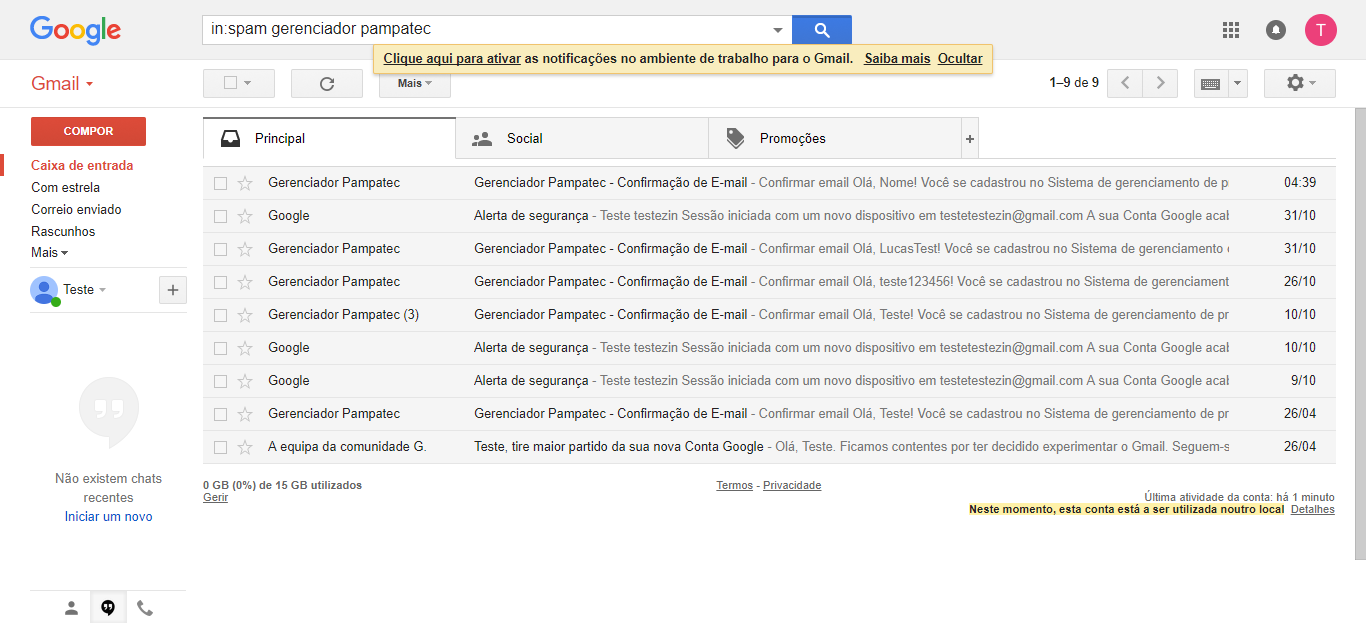 Google
in:spam gerenciador pampatec
T
Clique aqui para ativar as notificações no ambiente de trabalho para o Gmail. Saiba mais Ocultar
Gmail
Mais
1–9 de 9
COMPOR
Caixa de entrada
Com estrela
Correio enviado
Rascunhos
Mais
Teste
+
Não existem chats
recentes
Iniciar um novo
Principal
Social
Promoções
+
Gerenciador Pampatec Gerenciador Pampatec - Confirmação de E-mail - Confirmar email Olá, Nome! Você se cadastrou no Sistema de gerenciamento de 04:39
Google Alerta de segurança - Teste testezin Sessão iniciada com um novo dispositivo em testetestezin@gmail.com A sua Conta Google 31/10
Gerenciador Pampatec Gerenciador Pampatec - Confirmação de E-mail - Confirmar email Olá, LucasTest! Você se cadastrou no Sistema de gerenciamento 31/10
Gerenciador Pampatec Gerenciador Pampatec - Confirmação de E-mail - Confirmar email Olá, teste123456! Você se cadastrou no Sistema de gerenciament 26/10
Gerenciador Pampatec (3) Gerenciador Pampatec - Confirmação de E-mail - Confirmar email Olá, Teste! Você se cadastrou no Sistema de gerenciamento de pr 10/10
Google Alerta de segurança - Teste testezin Sessão iniciada com um novo dispositivo em testetestezin@gmail.com A sua Conta Google 10/10
Google Alerta de segurança - Teste testezin Sessão iniciada com um novo dispositivo em testetestezin@gmail.com A sua Conta Google 9/10
Gerenciador Pampatec Gerenciador Pampatec - Confirmação de E-mail - Confirmar email Olá, Teste! Você se cadastrou no Sistema de gerenciamento de pr 26/04
A equipa da comunidade G. Teste, tire maior partido da sua nova Conta Google - Olá, Teste. Ficamos contentes por ter decidido experimentar o Gmail. Seguem-s 26/04
0 GB (0%) de 15 GB utilizados
Gerir
Termos - Privacidade
Última atividade da conta: há 1 minuto
Neste momento, esta conta está a ser utilizada noutro local Detalhes